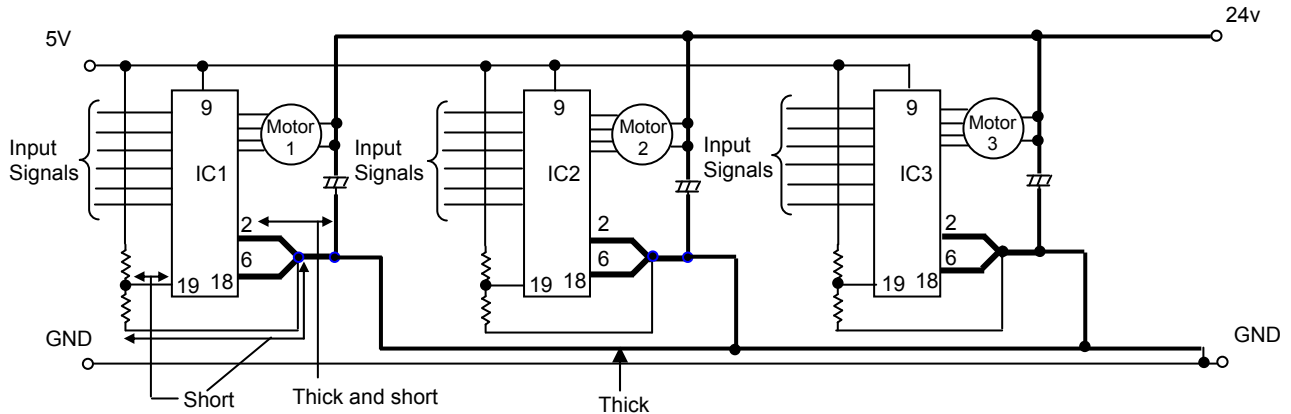 24v
5V
9
9
9
Motor
1
Motor
2
Motor
3
Input
Signals
Input
Signals
Input
Signals
IC1
IC2
IC3
2
2
2
6
6
6
19
18
19
18
19
18
GND
GND
Short
Thick and short
Thick